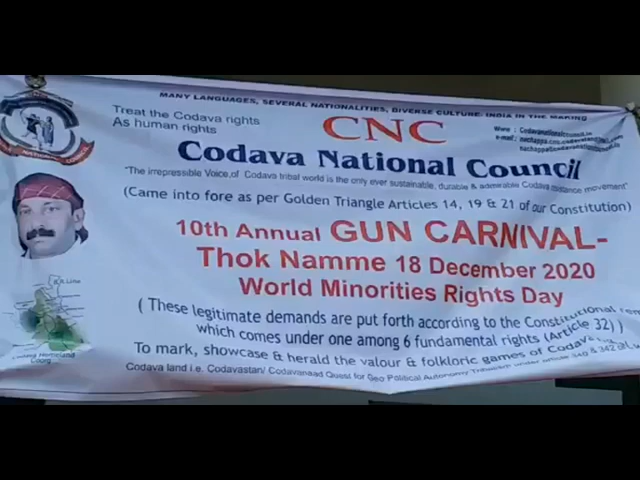 MANY LANGUAGES, SEVERAL NATIONALITIES, DIVERSE CULTURE: INDIA IN THE MAKING
Treat the Codava rights
As human rights
CNC
Codava National Council
"The irrepressible Voice of Codava tribal world is the only ever sustainable, durable & admirable Codava movement"
(Came into fore as per Golden Triangle Articles 14, 19 & 21 of our Constitution)
10th Annual GUN CARNIVAL-
Thok Namme 18 December 2020
World Minorities Rights Day
( These legitimate demands are put forth according to the Constitutional
which comes under one among 6 fundamental rights (Article 32) )
To mark, showcase & herald the valour & folkloric games of Codava
Codava land i.e. Codavastan/ Codavanaad Quest for Geo Political Autonomy 340 & 342
Homeland
Coorg